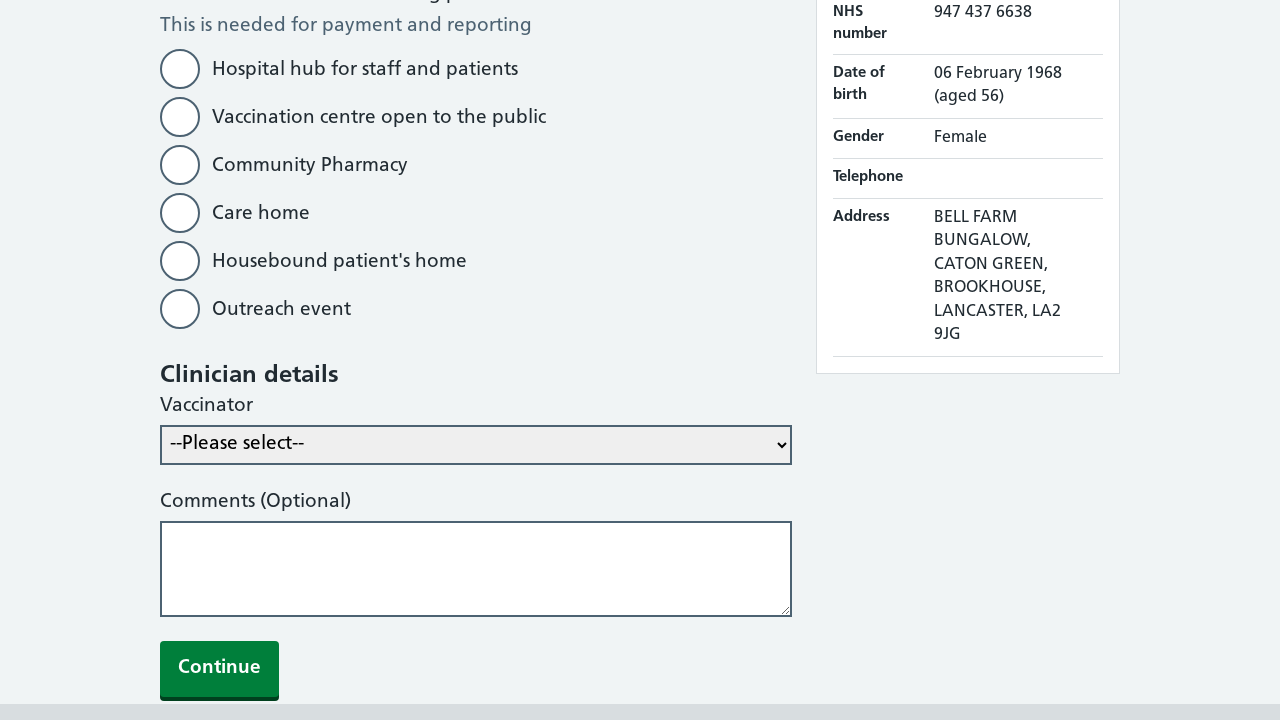 This is needed for payment and reporting
Hospital hub for staff and patients
Vaccination centre open to the public
Community Pharmacy
Care home
Housebound patient's home
Outreach event
Clinician details
Vaccinator
--Please select--
Comments (Optional)
Continue
NHS number 947 437 6638
Date of birth 06 February 1968 (aged 56)
Gender Female
Telephone
Address BELL FARM
BUNGALOW,
CATON GREEN,
BROOKHOUSE,
LANCASTER, LA2
9JG